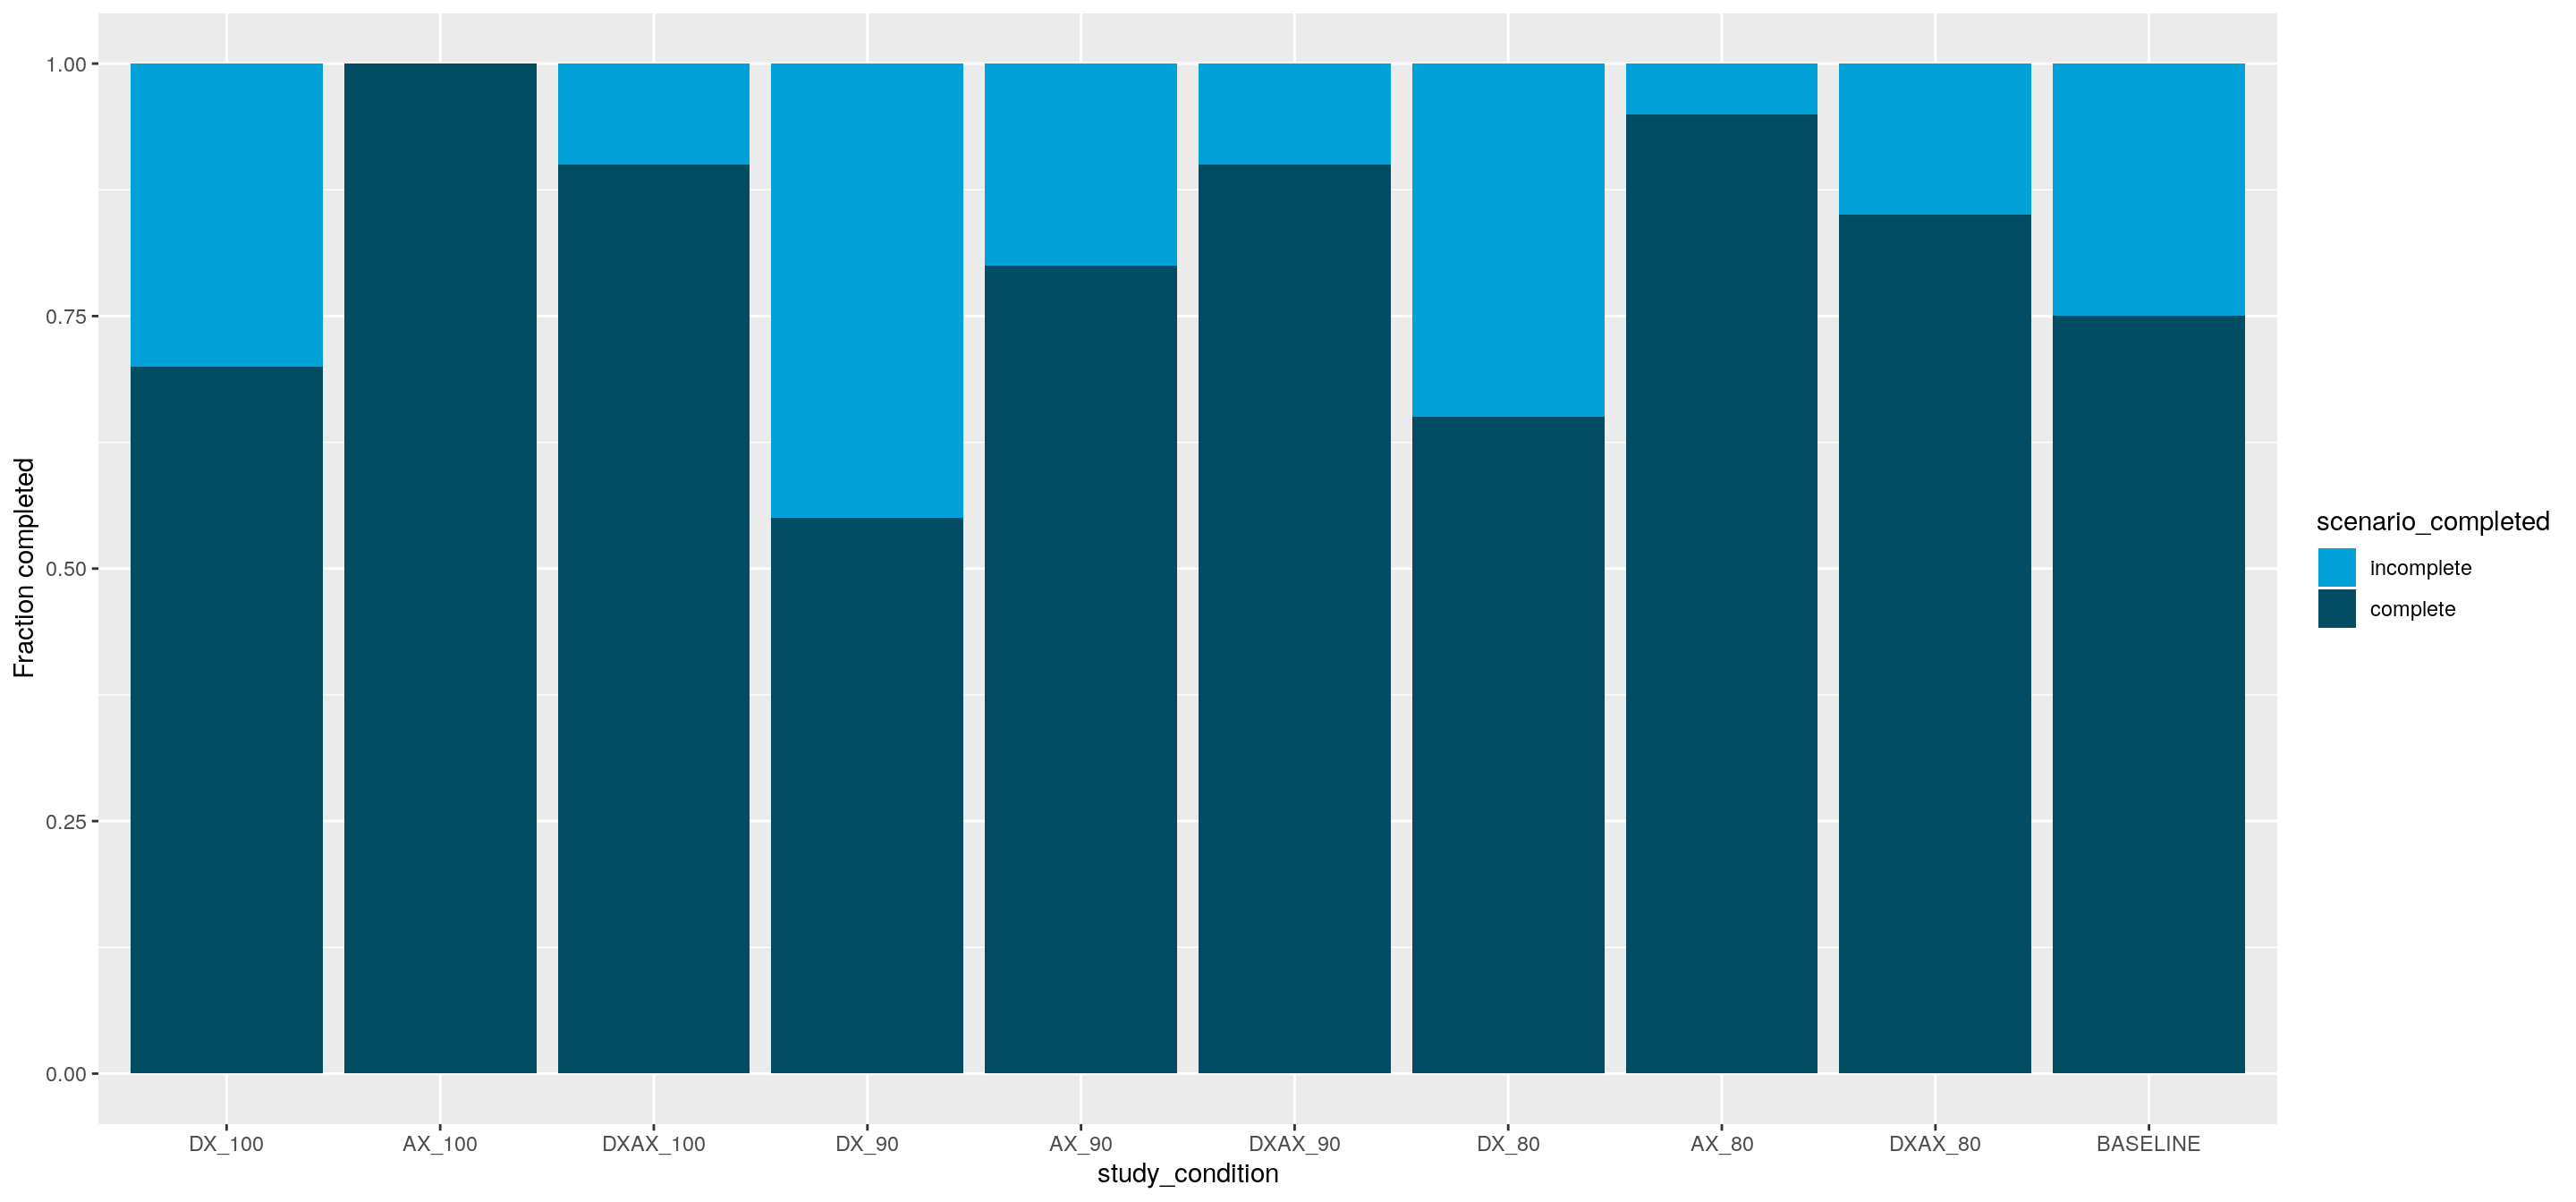 Fraction completed
1.00
0.75
0.50
0.25
0.00
DX_100 AX_100 DXAX_100 DX_90 AX_90 DXAX_90 DX_80 AX_80 DXAX_80 BASELINE
study_condition
scenario_completed
incomplete
complete